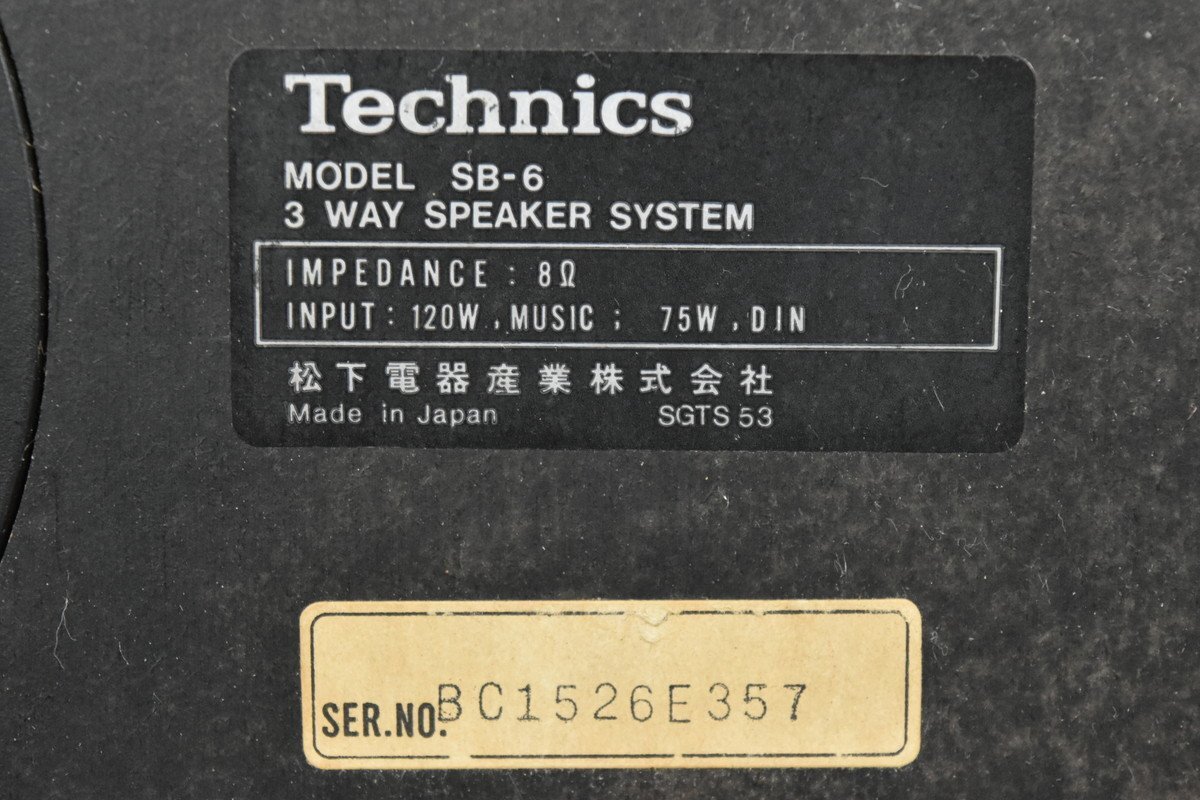 Technics
MODEL SB-6
3 WAY SPEAKER SYSTEM
IMPEDANCE : 8Ω
INPUT : 120W , MUSIC ; 75W , DIN
松下電器産業株式会社
Made in Japan SGTS 53
SER.NO. BC1526E357